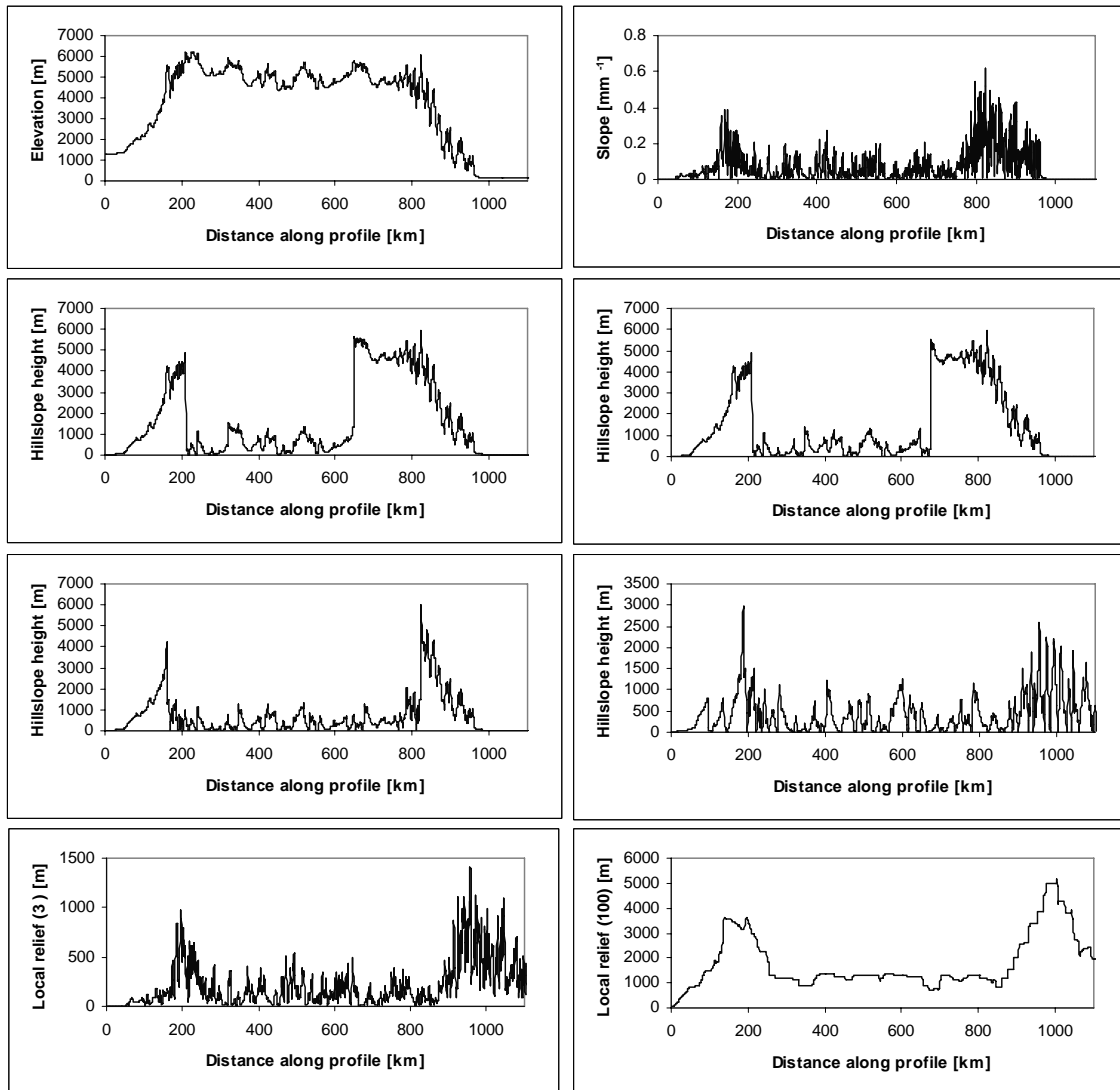 7000
6000
5000
4000
3000
2000
1000
0
Elevation [m]
0 200 400 600 800 1000
Distance along profile [km]
0.8
0.6
0.4
0.2
0
Slope [mm -1]
0 200 400 600 800 1000
Distance along profile [km]
7000
6000
5000
4000
3000
2000
1000
0
Hillslope height [m]
0 200 400 600 800 1000
Distance along profile [km]
7000
6000
5000
4000
3000
2000
1000
0
Hillslope height [m]
0 200 400 600 800 1000
Distance along profile [km]
7000
6000
5000
4000
3000
2000
1000
0
Hillslope height [m]
0 200 400 600 800 1000
Distance along profile [km]
3500
3000
2500
2000
1500
1000
500
0
Hillslope height [m]
0 200 400 600 800 1000
Distance along profile [km]
1500
1000
500
0
Local relief (3 ) [m]
0 200 400 600 800 1000
Distance along profile [km]
6000
5000
4000
3000
2000
1000
0
Local relief (100) [m]
0 200 400 600 800 1000
Distance along profile [km]